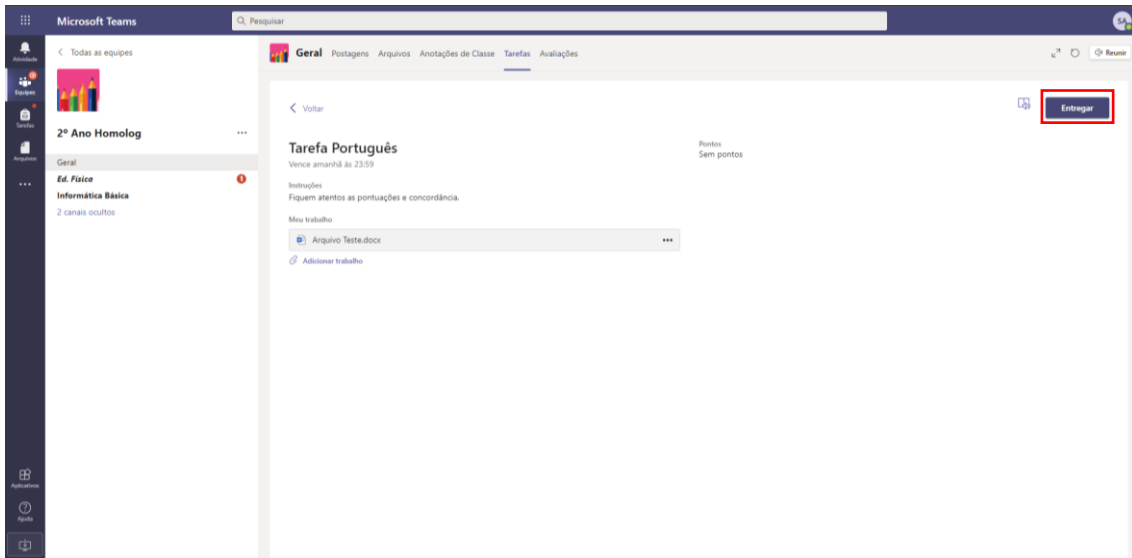 Microsoft Teams
Pesquisar
SA
Atividade
Equipes
Tarefas
Arquivos
Aplicativos
Ajuda
Todas as equipes
2º Ano Homolog
Geral
Ed. Física
Informática Básica
2 canais ocultos
Geral Postagens Arquivos Anotações de Classe Tarefas Avaliações
Reunir
Voltar
Entregar
Tarefa Português
Vence amanhã às 23:59
Pontos
Sem pontos
Instruções
Fiquem atentos as pontuações e concordância.
Meu trabalho
Arquivo Teste.docx
Adicionar trabalho